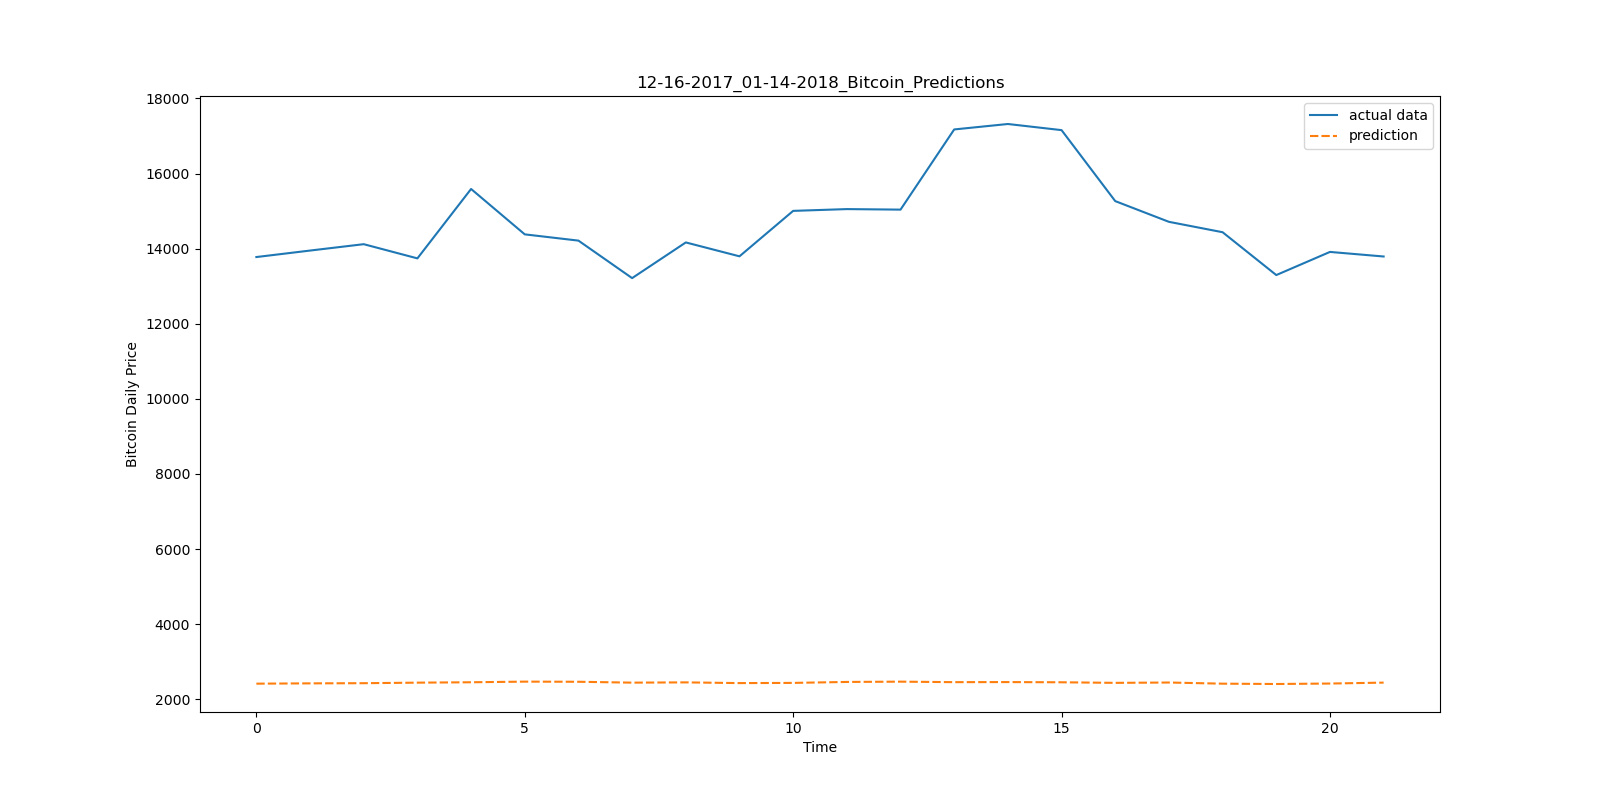 12-16-2017_01-14-2018_Bitcoin_Predictions
18000
16000
14000
12000
10000
8000
6000
4000
2000
Bitcoin Daily Price
actual data
prediction
0
5
10
15
20
Time